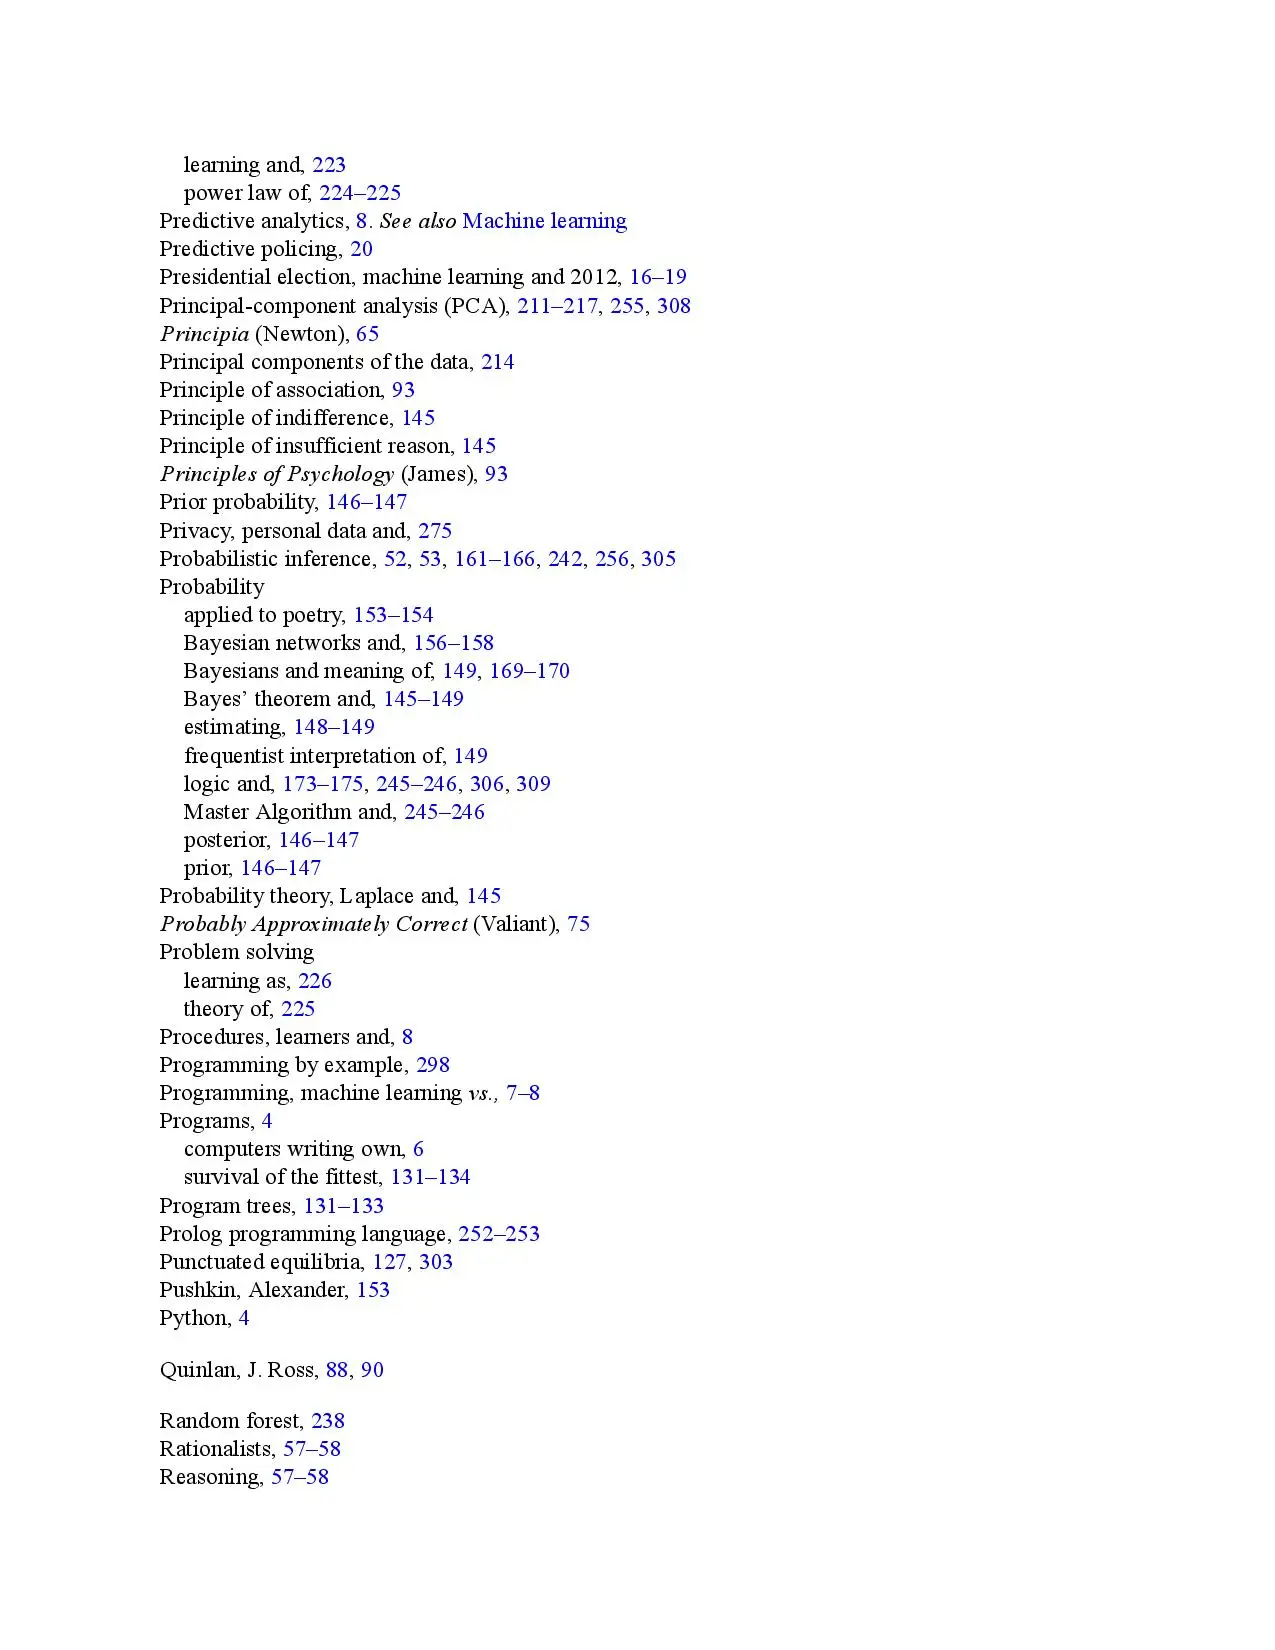 learning and, 223
power law of, 224–225
Predictive analytics, 8. See also Machine learning
Predictive policing, 20
Presidential election, machine learning and 2012, 16–19
Principal-component analysis (PCA), 211–217, 255, 308
Principia (Newton), 65
Principal components of the data, 214
Principle of association, 93
Principle of indifference, 145
Principle of insufficient reason, 145
Principles of Psychology (James), 93
Prior probability, 146–147
Privacy, personal data and, 275
Probabilistic inference, 52, 53, 161–166, 242, 256, 305
Probability
applied to poetry, 153–154
Bayesian networks and, 156–158
Bayesians and meaning of, 149, 169–170
Bayes’ theorem and, 145–149
estimating, 148–149
frequentist interpretation of, 149
logic and, 173–175, 245–246, 306, 309
Master Algorithm and, 245–246
posterior, 146–147
prior, 146–147
Probability theory, Laplace and, 145
Probably Approximately Correct (Valiant), 75
Problem solving
learning as, 226
theory of, 225
Procedures, learners and, 8
Programming by example, 298
Programming, machine learning vs., 7–8
Programs, 4
computers writing own, 6
survival of the fittest, 131–134
Program trees, 131–133
Prolog programming language, 252–253
Punctuated equilibria, 127, 303
Pushkin, Alexander, 153
Python, 4
Quinlan, J. Ross, 88, 90
Random forest, 238
Rationalists, 57–58
Reasoning, 57–58